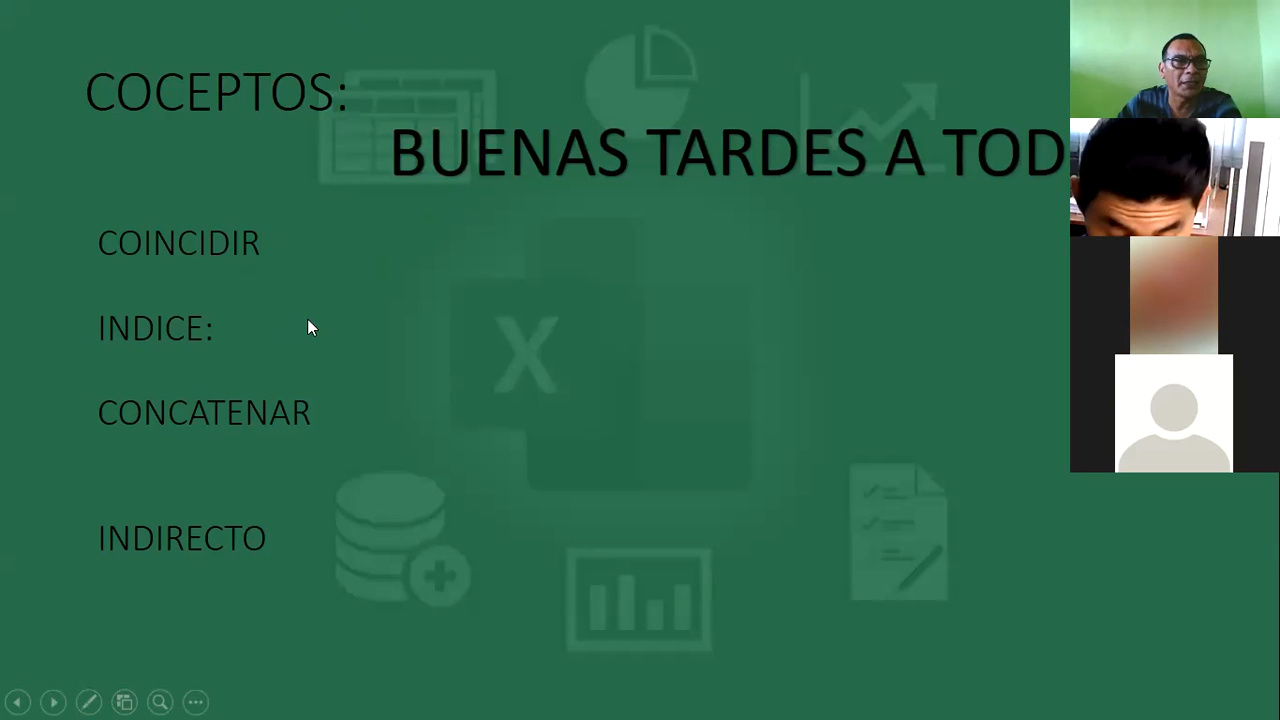 COCEPTOS:
BUENAS TARDES A TOD
COINCIDIR
INDICE:
CONCATENAR
INDIRECTO
X